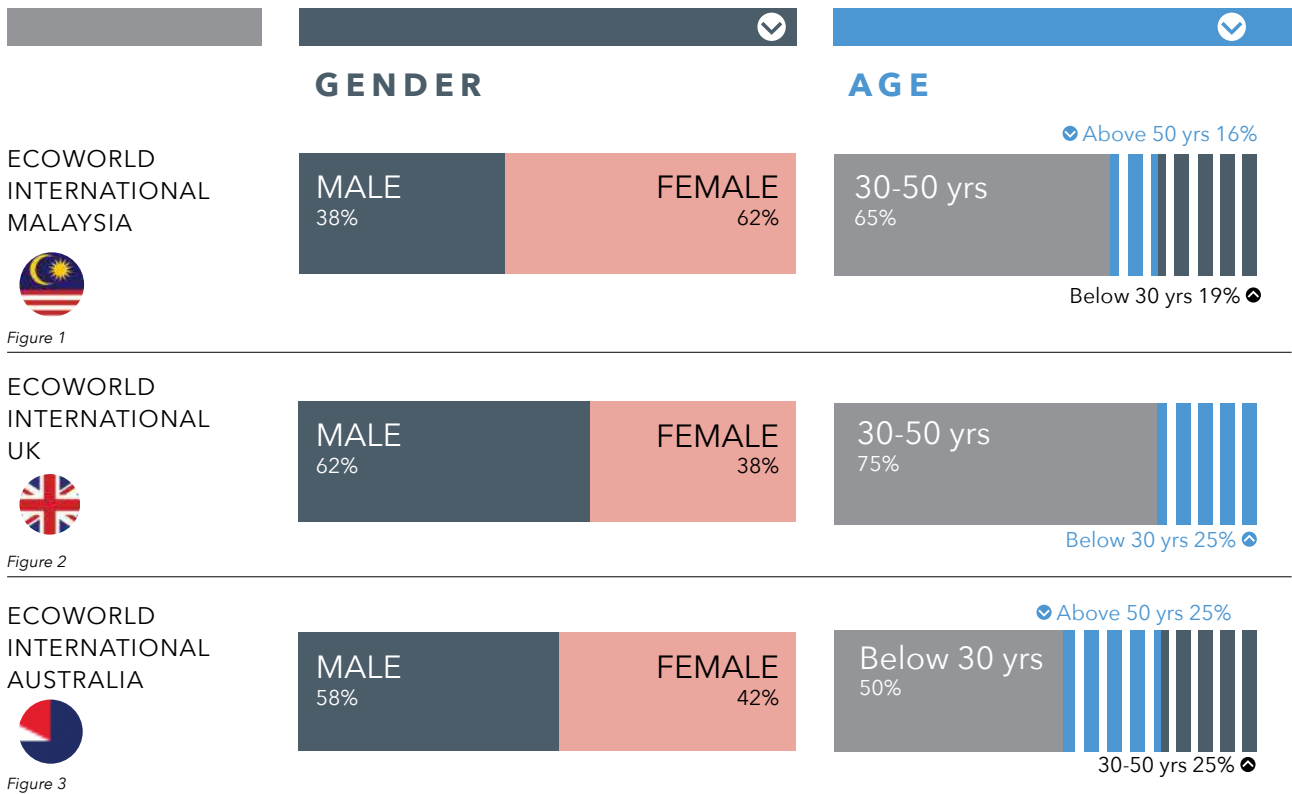 GENDER
AGE
ECOWORLD
INTERNATIONAL
MALAYSIA
Figure 1
MALE
38%
FEMALE
62%
Above 50 yrs 16%
30-50 yrs
65%
Below 30 yrs 19%
ECOWORLD
INTERNATIONAL
UK
Figure 2
MALE
62%
FEMALE
38%
30-50 yrs
75%
Below 30 yrs 25%
ECOWORLD
INTERNATIONAL
AUSTRALIA
Figure 3
MALE
58%
FEMALE
42%
Above 50 yrs 25%
Below 30 yrs
50%
30-50 yrs 25%